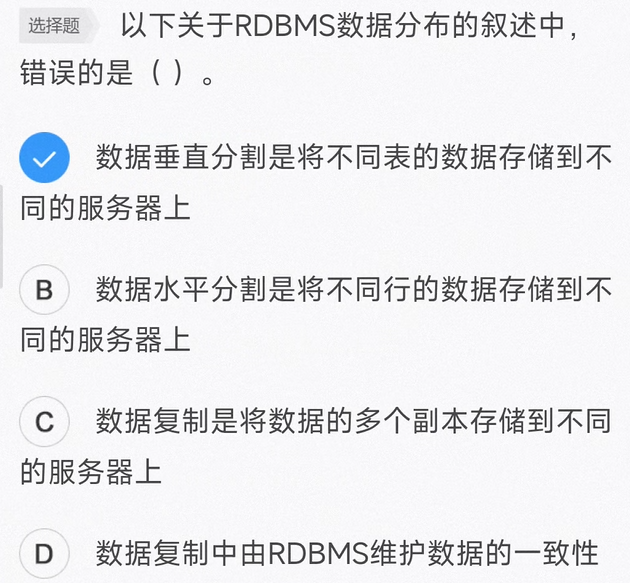 选择题 以下关于RDBMS数据分布的叙述中，
错误的是（ ）。
数据垂直分割是将不同表的数据存储到不
同的服务器上
B 数据水平分割是将不同行的数据存储到不
同的服务器上
C 数据复制是将数据的多个副本存储到不同
的服务器上
D 数据复制中由RDBMS维护数据的一致性